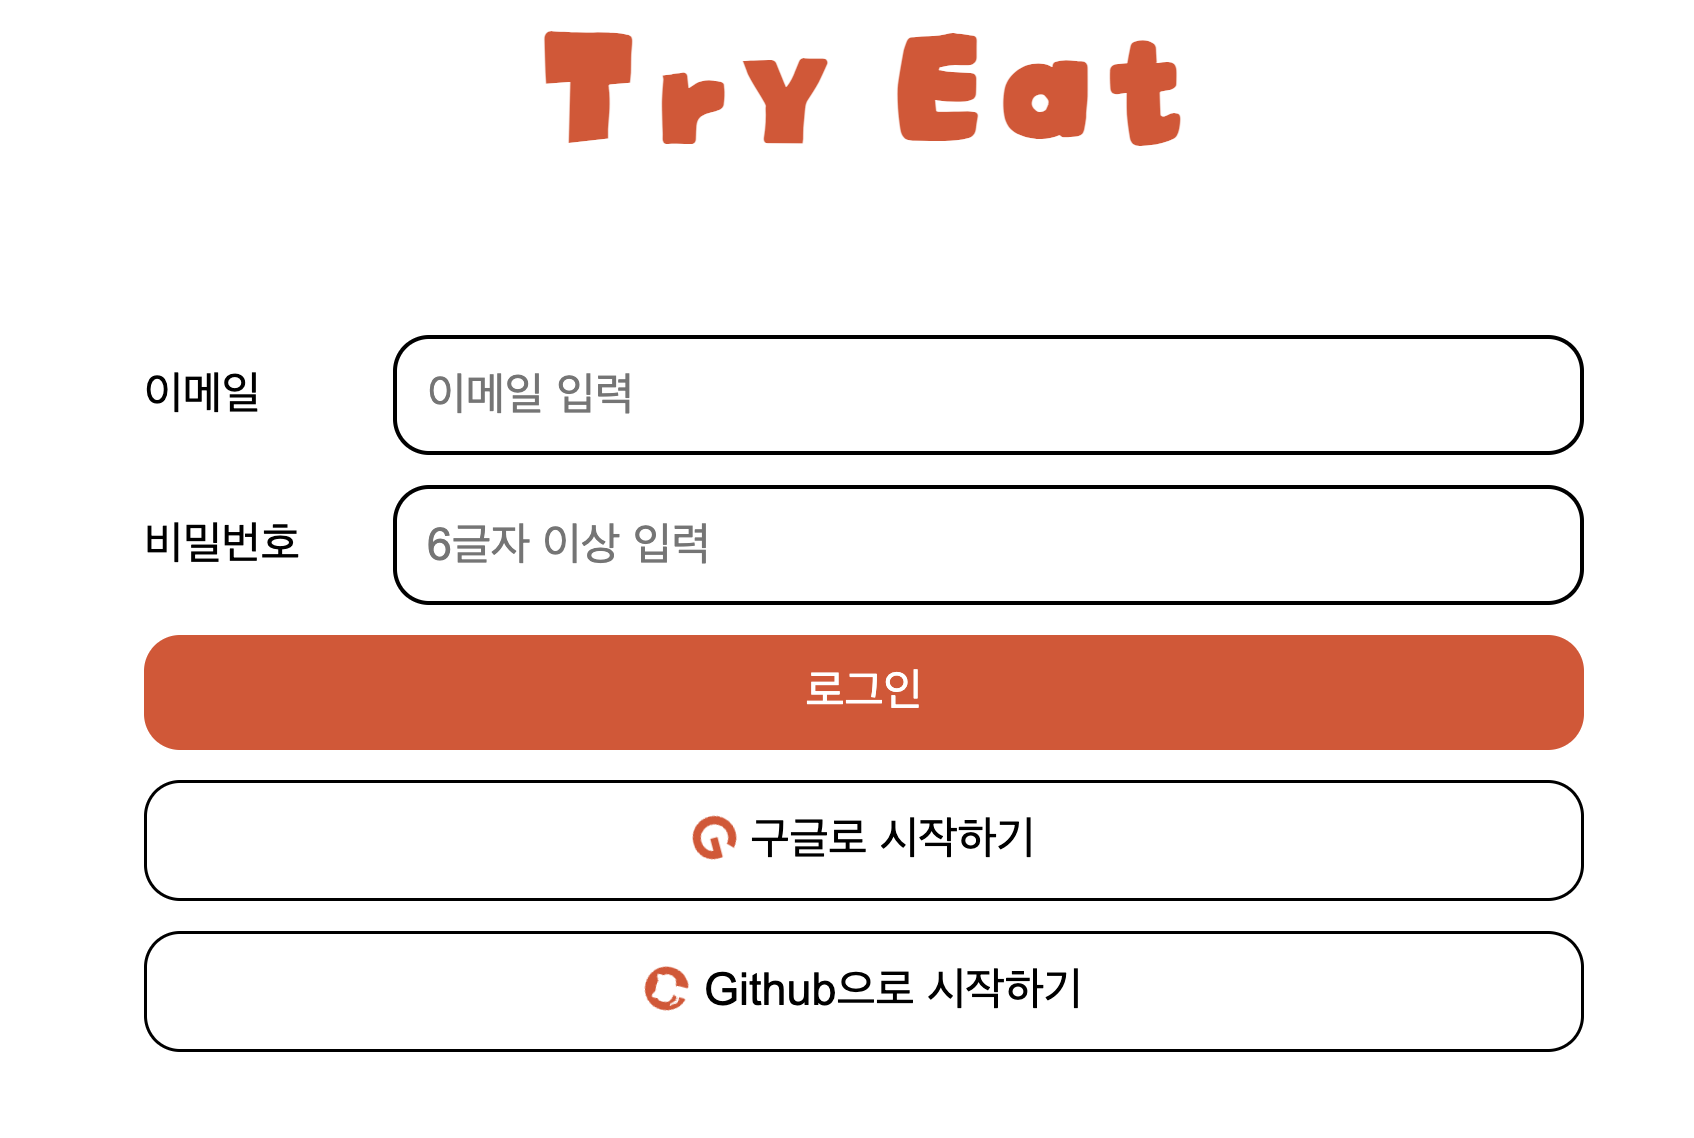 Try Eat
이메일
이메일 입력
비밀번호
6글자 이상 입력
로그인
구글로 시작하기
Github으로 시작하기